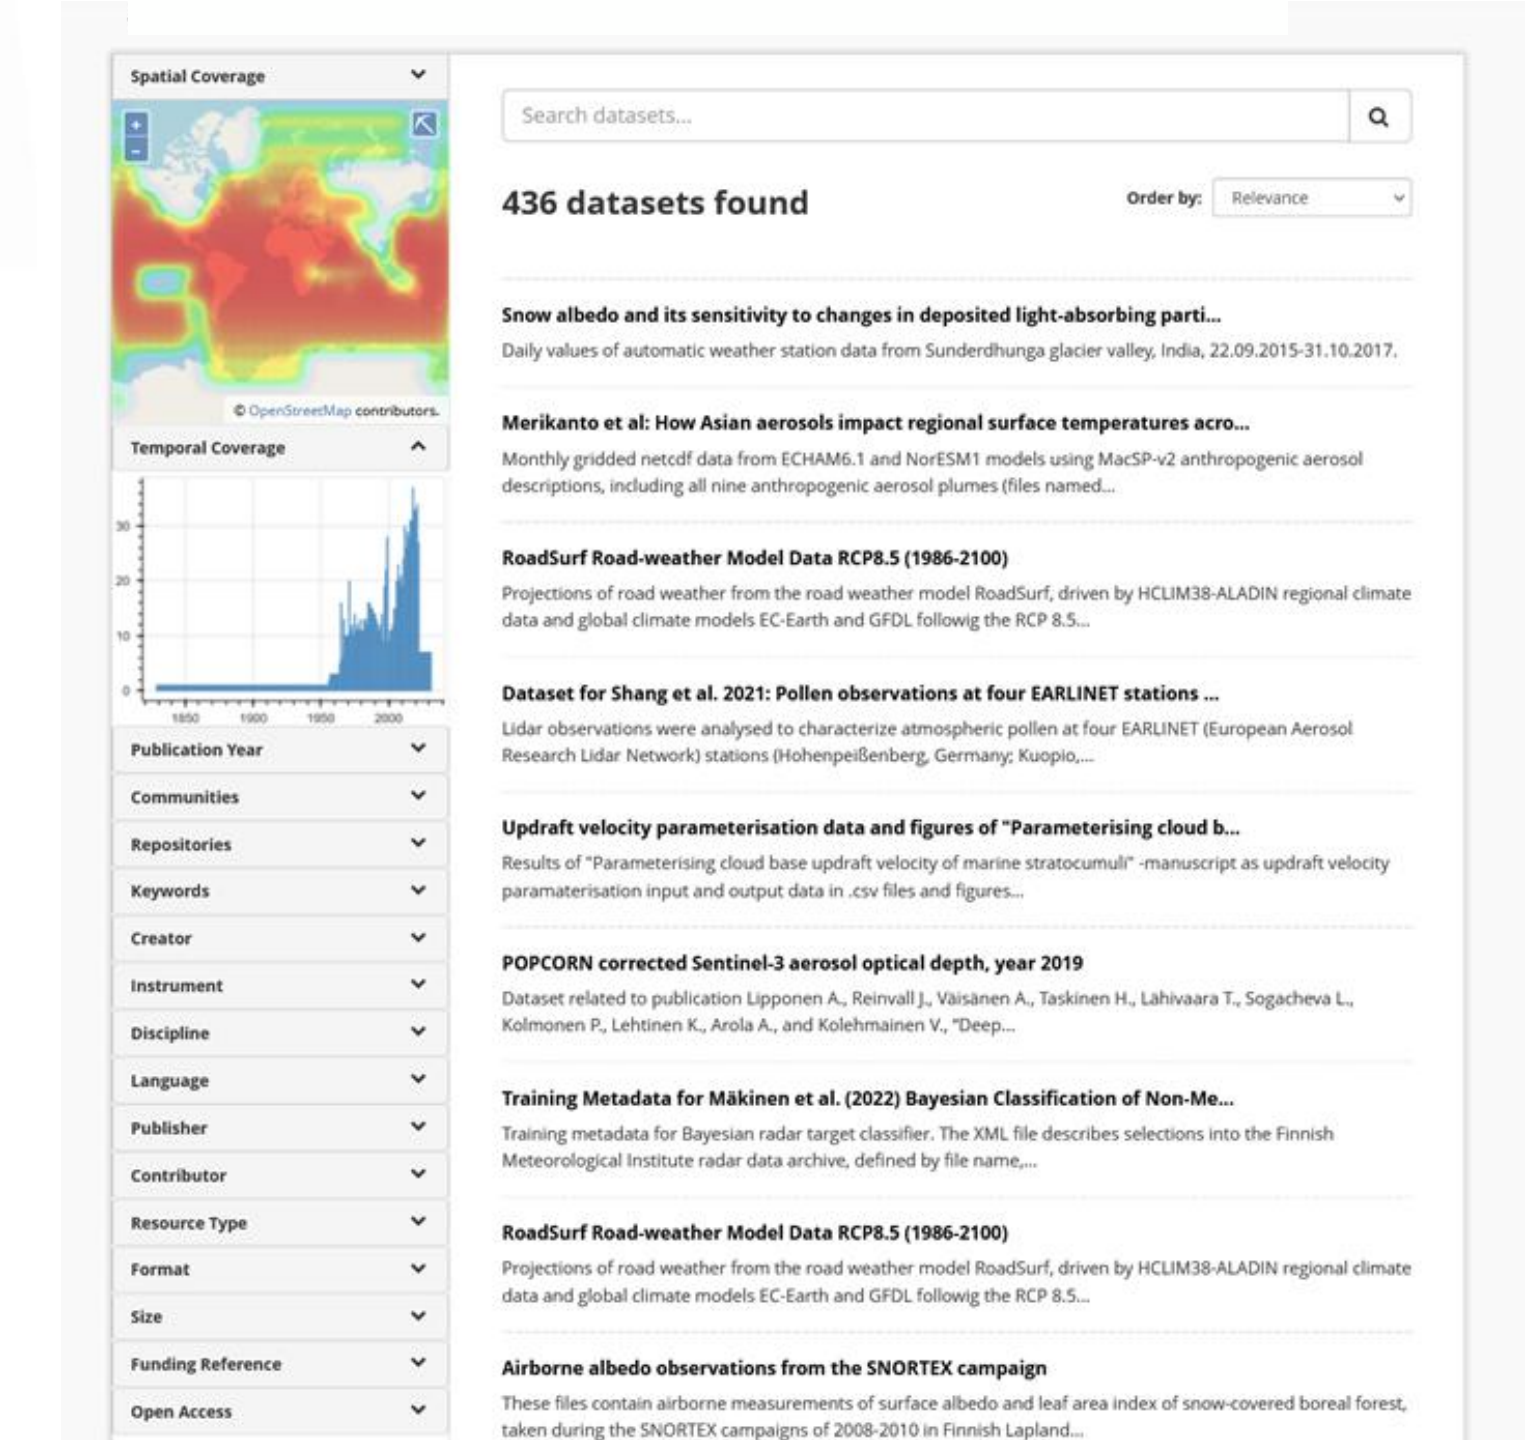 Spatial Coverage
+
-
© OpenStreetMap contributors.
Temporal Coverage
30
20
10
0
1850 1900 1950 2000
Publication Year
Communities
Repositories
Keywords
Creator
Instrument
Discipline
Language
Publisher
Contributor
Resource Type
Format
Size
Funding Reference
Open Access
Search datasets...
436 datasets found
Order by: Relevance
Snow albedo and its sensitivity to changes in deposited light-absorbing parti...
Daily values of automatic weather station data from Sunderdhunga glacier valley, India, 22.09.2015-31.10.2017.
Merikanto et al: How Asian aerosols impact regional surface temperatures acro...
Monthly gridded netcdf data from ECHAM6.1 and NorESM1 models using MacSP-v2 anthropogenic aerosol
descriptions, including all nine anthropogenic aerosol plumes (files named...
RoadSurf Road-weather Model Data RCP8.5 (1986-2100)
Projections of road weather from the road weather model RoadSurf, driven by HCLIM38-ALADIN regional climate
data and global climate models EC-Earth and GFDL followig the RCP 8.5...
Dataset for Shang et al. 2021: Pollen observations at four EARLINET stations ...
Lidar observations were analysed to characterize atmospheric pollen at four EARLINET (European Aerosol
Research Lidar Network) stations (Hohenpeißenberg, Germany; Kuopio,...
Updraft velocity parameterisation data and figures of "Parameterising cloud b...
Results of "Parameterising cloud base updraft velocity of marine stratocumuli" -manuscript as updraft velocity
paramaterisation input and output data in .csv files and figures...
POPCORN corrected Sentinel-3 aerosol optical depth, year 2019
Dataset related to publication Lipponen A., Reinvall J., Väisänen A., Taskinen H., Lähivaara T., Sogacheva L.,
Kolmonen P., Lehtinen K., Arola A., and Kolehmainen V., "Deep...
Training Metadata for Mäkinen et al. (2022) Bayesian Classification of Non-Me...
Training metadata for Bayesian radar target classifier. The XML file describes selections into the Finnish
Meteorological Institute radar data archive, defined by file name,...
RoadSurf Road-weather Model Data RCP8.5 (1986-2100)
Projections of road weather from the road weather model RoadSurf, driven by HCLIM38-ALADIN regional climate
data and global climate models EC-Earth and GFDL followig the RCP 8.5...
Airborne albedo observations from the SNORTEX campaign
These files contain airborne measurements of surface albedo and leaf area index of snow-covered boreal forest,
taken during the SNORTEX campaigns of 2008-2010 in Finnish Lapland...